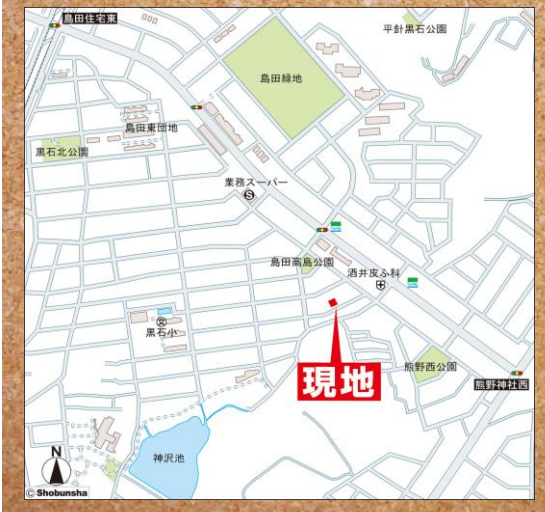 島田住宅東
平針黒石公園
島田緑地
島田東団地
黒石北公園
業務スーパー
S
島田高島公園
酒井皮ふ科
黒石小
現地
熊野西公園
熊野神社西
神沢池
N
© Shobunsha